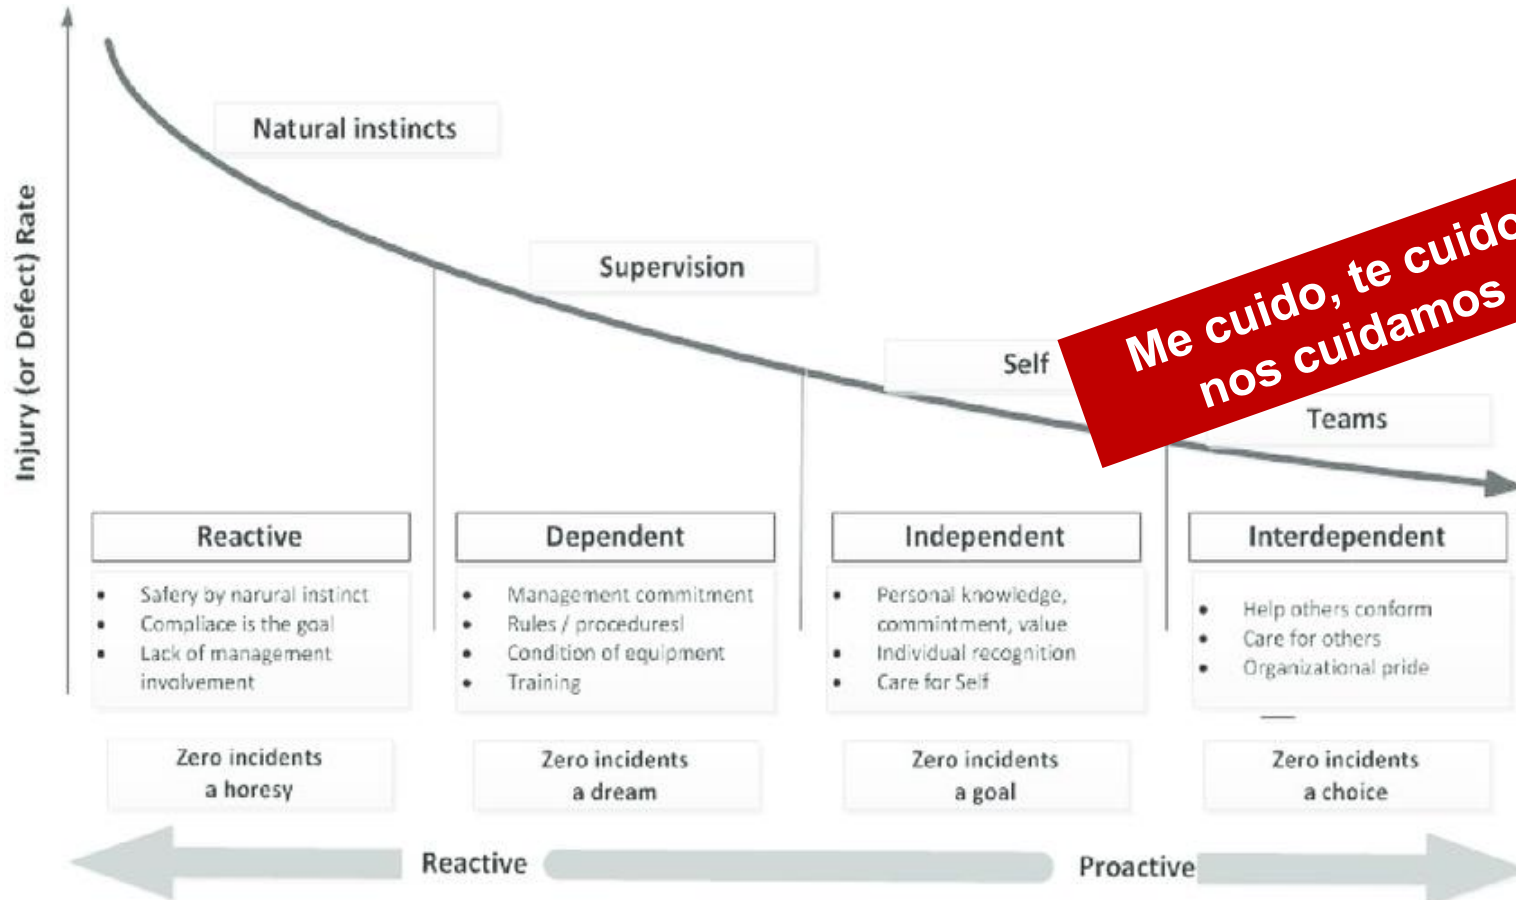 Injury (or Defect) Rate
Natural instincts
Supervision
Self
Me cuido, te cuido
nos cuidamos
Teams
Reactive
• Safery by narural instinct
• Compliace is the goal
• Lack of management
involvement
Zero incidents
a horesy
Dependent
• Management commitment
• Rules / proceduresl
• Condition of equipment
• Training
Zero incidents
a dream
Independent
• Personal knowledge,
commintment, value
• Individual recognition
• Care for Self
Zero incidents
a goal
Interdependent
• Help others conform
• Care for others
• Organizational pride
Zero incidents
a choice
Reactive
Proactive